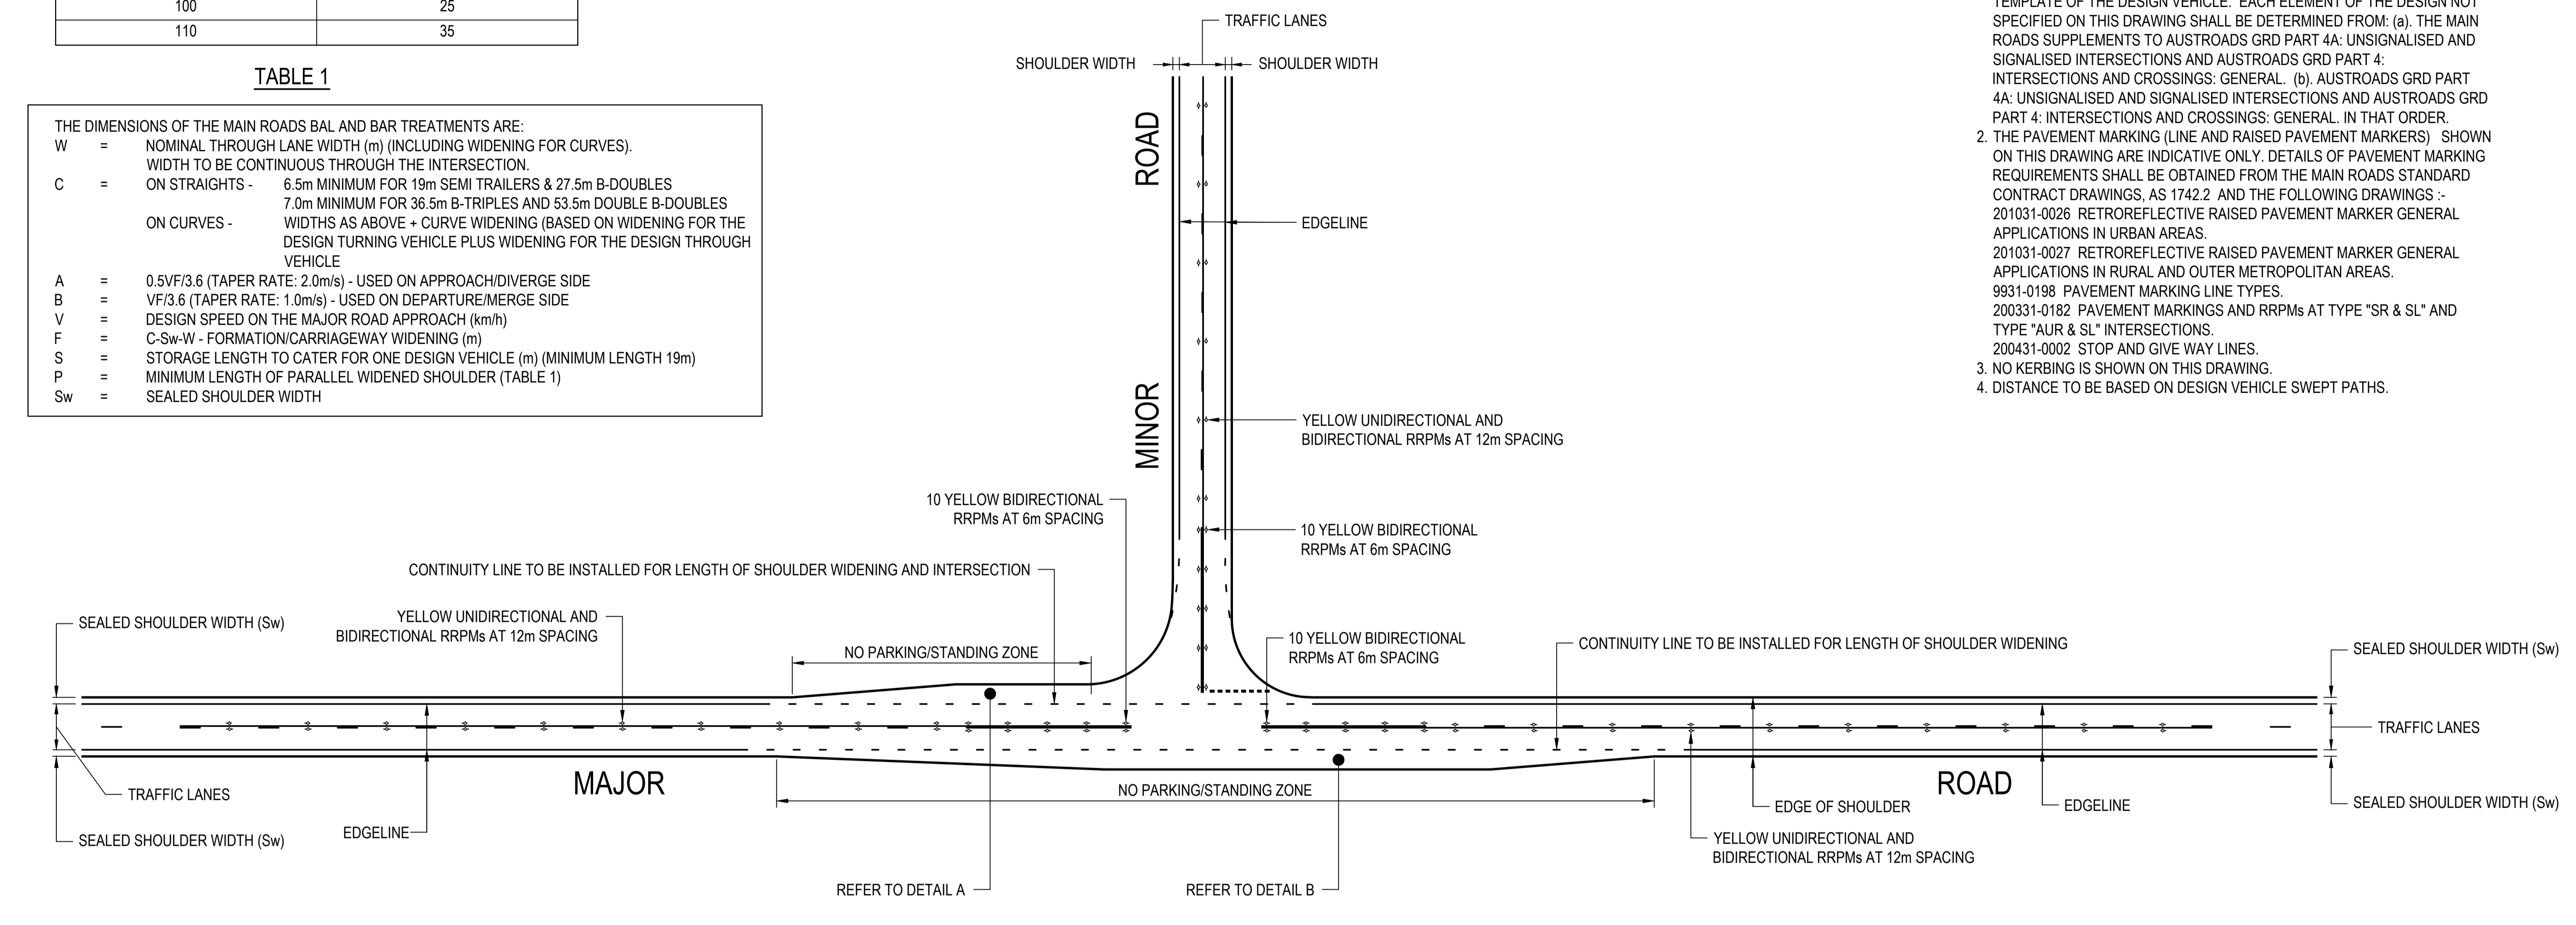 100 25
110 35
TABLE 1
THE DIMENSIONS OF THE MAIN ROADS BAL AND BAR TREATMENTS ARE:
W = NOMINAL THROUGH LANE WIDTH (m) (INCLUDING WIDENING FOR CURVES).
WIDTH TO BE CONTINUOUS THROUGH THE INTERSECTION.
C = ON STRAIGHTS - 6.5m MINIMUM FOR 19m SEMI TRAILERS & 27.5m B-DOUBLES
7.0m MINIMUM FOR 36.5m B-TRIPLES AND 53.5m DOUBLE B-DOUBLES
ON CURVES - WIDTHS AS ABOVE + CURVE WIDENING (BASED ON WIDENING FOR THE
DESIGN TURNING VEHICLE PLUS WIDENING FOR THE DESIGN THROUGH
VEHICLE
A = 0.5VF/3.6 (TAPER RATE: 2.0m/s) - USED ON APPROACH/DIVERGE SIDE
B = VF/3.6 (TAPER RATE: 1.0m/s) - USED ON DEPARTURE/MERGE SIDE
V = DESIGN SPEED ON THE MAJOR ROAD APPROACH (km/h)
F = C-Sw-W - FORMATION/CARRIAGEWAY WIDENING (m)
S = STORAGE LENGTH TO CATER FOR ONE DESIGN VEHICLE (m) (MINIMUM LENGTH 19m)
P = MINIMUM LENGTH OF PARALLEL WIDENED SHOULDER (TABLE 1)
Sw = SEALED SHOULDER WIDTH
TRAFFIC LANES
SHOULDER WIDTH
SHOULDER WIDTH
ROAD
EDGELINE
MINOR
YELLOW UNIDIRECTIONAL AND
BIDIRECTIONAL RRPMs AT 12m SPACING
10 YELLOW BIDIRECTIONAL
RRPMs AT 6m SPACING
10 YELLOW BIDIRECTIONAL
RRPMs AT 6m SPACING
TEMPLATE OF THE DESIGN VEHICLE. EACH ELEMENT OF THE DESIGN NOT
SPECIFIED ON THIS DRAWING SHALL BE DETERMINED FROM: (a). THE MAIN
ROADS SUPPLEMENTS TO AUSTROADS GRD PART 4A: UNSIGNALISED AND
SIGNALISED INTERSECTIONS AND AUSTROADS GRD PART 4:
INTERSECTIONS AND CROSSINGS: GENERAL. (b). AUSTROADS GRD PART
4A: UNSIGNALISED AND SIGNALISED INTERSECTIONS AND AUSTROADS GRD
PART 4: INTERSECTIONS AND CROSSINGS: GENERAL. IN THAT ORDER.
2. THE PAVEMENT MARKING (LINE AND RAISED PAVEMENT MARKERS) SHOWN
ON THIS DRAWING ARE INDICATIVE ONLY. DETAILS OF PAVEMENT MARKING
REQUIREMENTS SHALL BE OBTAINED FROM THE MAIN ROADS STANDARD
CONTRACT DRAWINGS, AS 1742.2 AND THE FOLLOWING DRAWINGS :-
201031-0026 RETROREFLECTIVE RAISED PAVEMENT MARKER GENERAL
APPLICATIONS IN URBAN AREAS.
201031-0027 RETROREFLECTIVE RAISED PAVEMENT MARKER GENERAL
APPLICATIONS IN RURAL AND OUTER METROPOLITAN AREAS.
9931-0198 PAVEMENT MARKING LINE TYPES.
200331-0182 PAVEMENT MARKINGS AND RRPMs AT TYPE "SR & SL" AND
TYPE "AUR & SL" INTERSECTIONS.
200431-0002 STOP AND GIVE WAY LINES.
3. NO KERBING IS SHOWN ON THIS DRAWING.
4. DISTANCE TO BE BASED ON DESIGN VEHICLE SWEPT PATHS.
CONTINUITY LINE TO BE INSTALLED FOR LENGTH OF SHOULDER WIDENING AND INTERSECTION
SEALED SHOULDER WIDTH (Sw)
YELLOW UNIDIRECTIONAL AND
BIDIRECTIONAL RRPMs AT 12m SPACING
NO PARKING/STANDING ZONE
10 YELLOW BIDIRECTIONAL
RRPMs AT 6m SPACING
CONTINUITY LINE TO BE INSTALLED FOR LENGTH OF SHOULDER WIDENING
SEALED SHOULDER WIDTH (Sw)
TRAFFIC LANES
MAJOR
ROAD
TRAFFIC LANES
NO PARKING/STANDING ZONE
EDGE OF SHOULDER
EDGELINE
SEALED SHOULDER WIDTH (Sw)
SEALED SHOULDER WIDTH (Sw)
EDGELINE
YELLOW UNIDIRECTIONAL AND
BIDIRECTIONAL RRPMs AT 12m SPACING
REFER TO DETAIL A
REFER TO DETAIL B